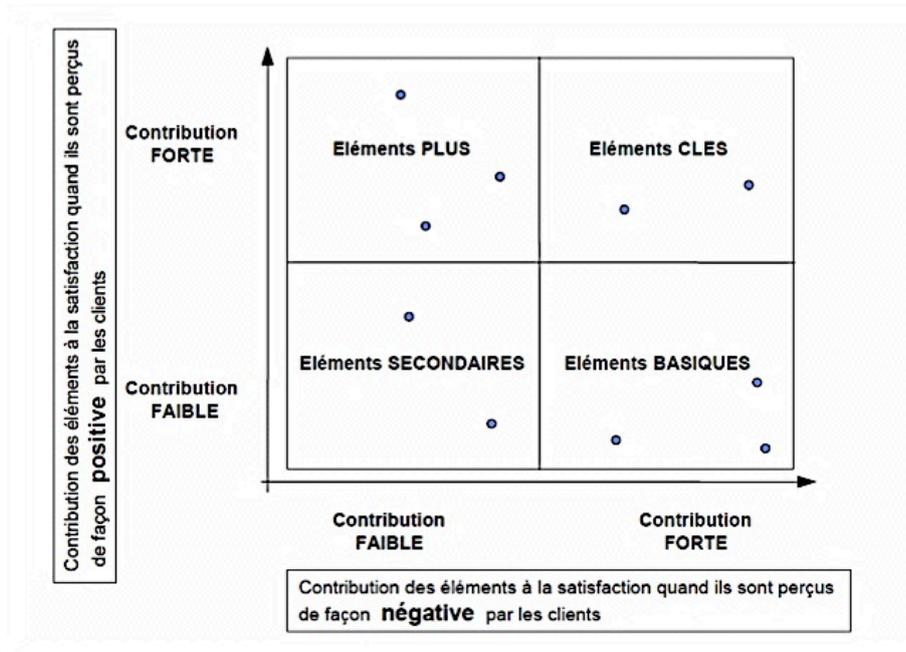 Contribution des éléments à la satisfaction quand ils sont perçus
de façon positive par les clients
Contribution
FORTE
Eléments PLUS
Eléments CLES
Contribution
FAIBLE
Eléments SECONDAIRES
Eléments BASIQUES
Contribution
FAIBLE
Contribution
FORTE
Contribution des éléments à la satisfaction quand ils sont perçus
de façon négative par les clients